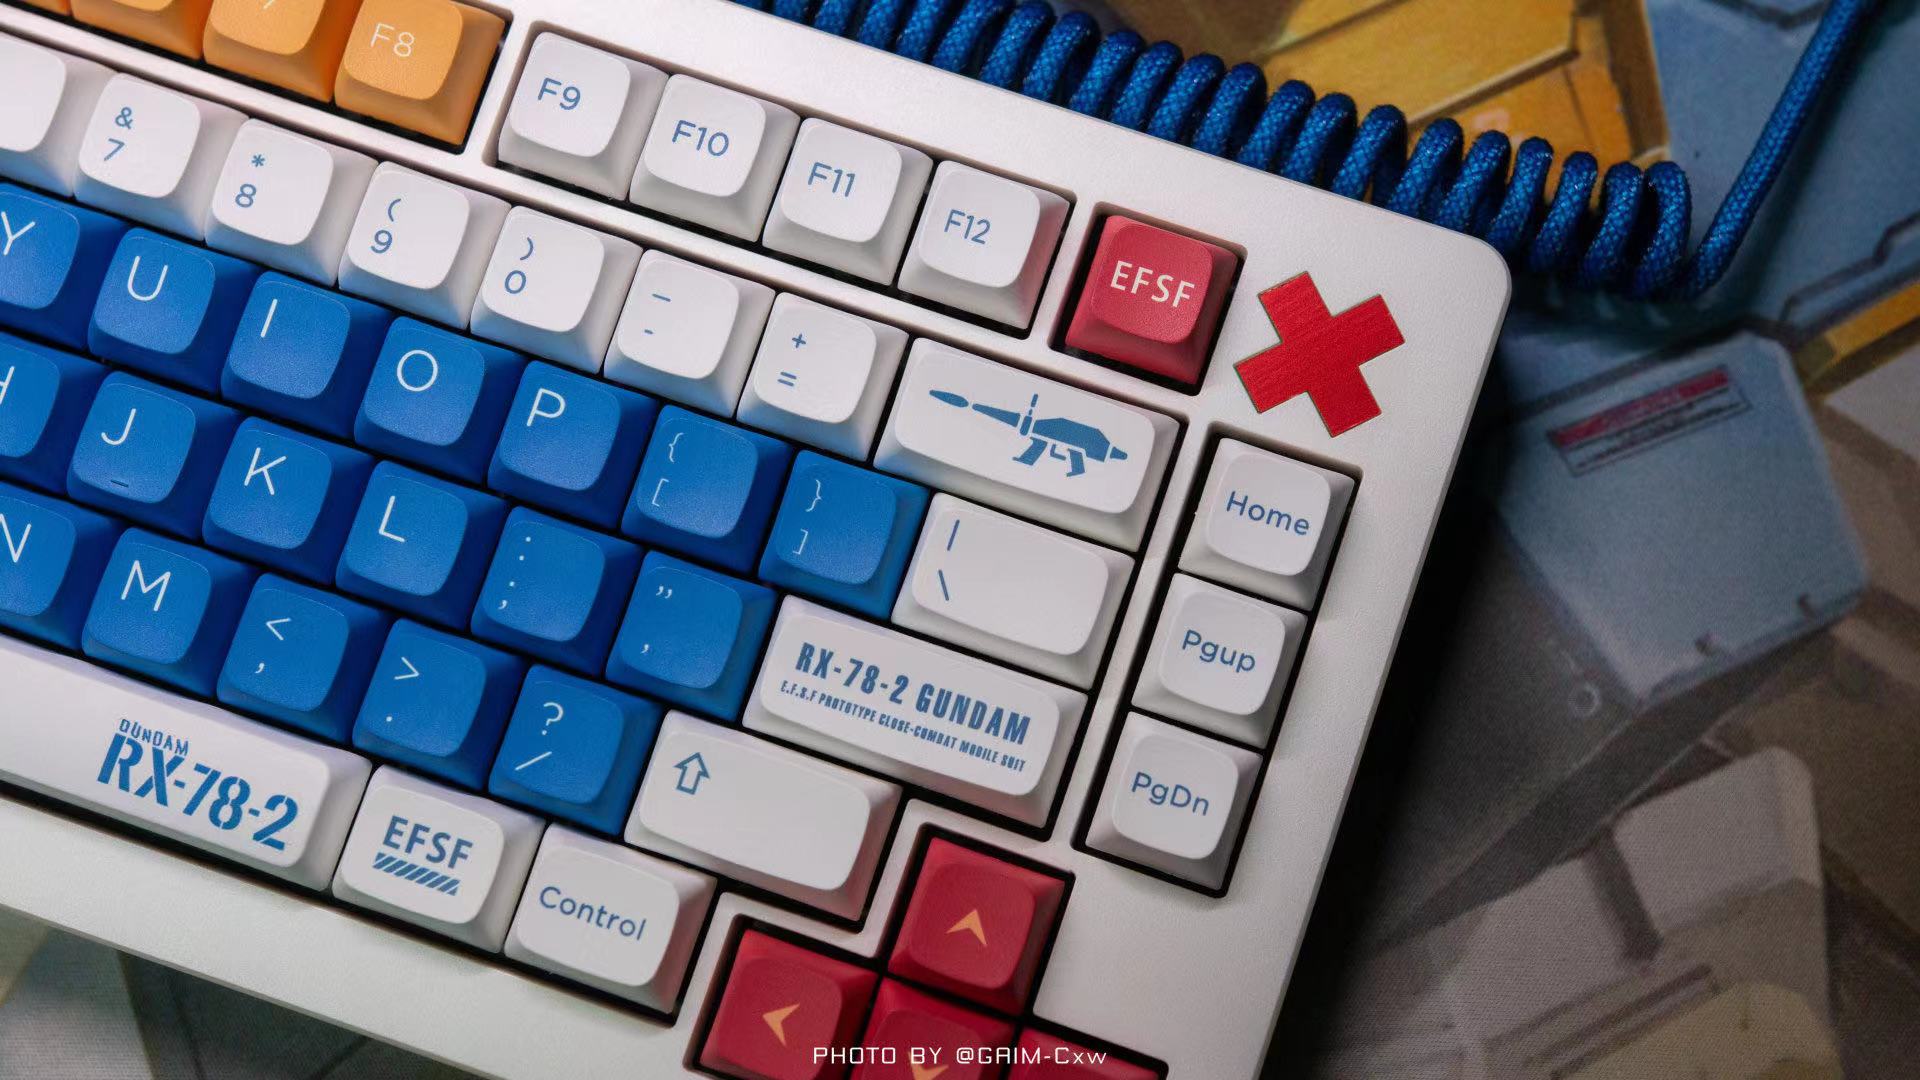 F8
F9
F10
F11
F12
EFSF
&
7
*
8
(
9
)
0
_
-
+
=
Y
U
I
O
P
{
[
}
]
|
\
Home
H
J
K
L
:
;
”
’
RX-78-2 GUNDAM
E.F.S.F PROTOTYPE CLOSE-COMBAT MOBILE SUIT
Pgup
N
M
<
,
>
.
?
/
PgDn
GUNDAM
RX-78-2
EFSF
Control
PHOTO BY @GAIM-Cxw